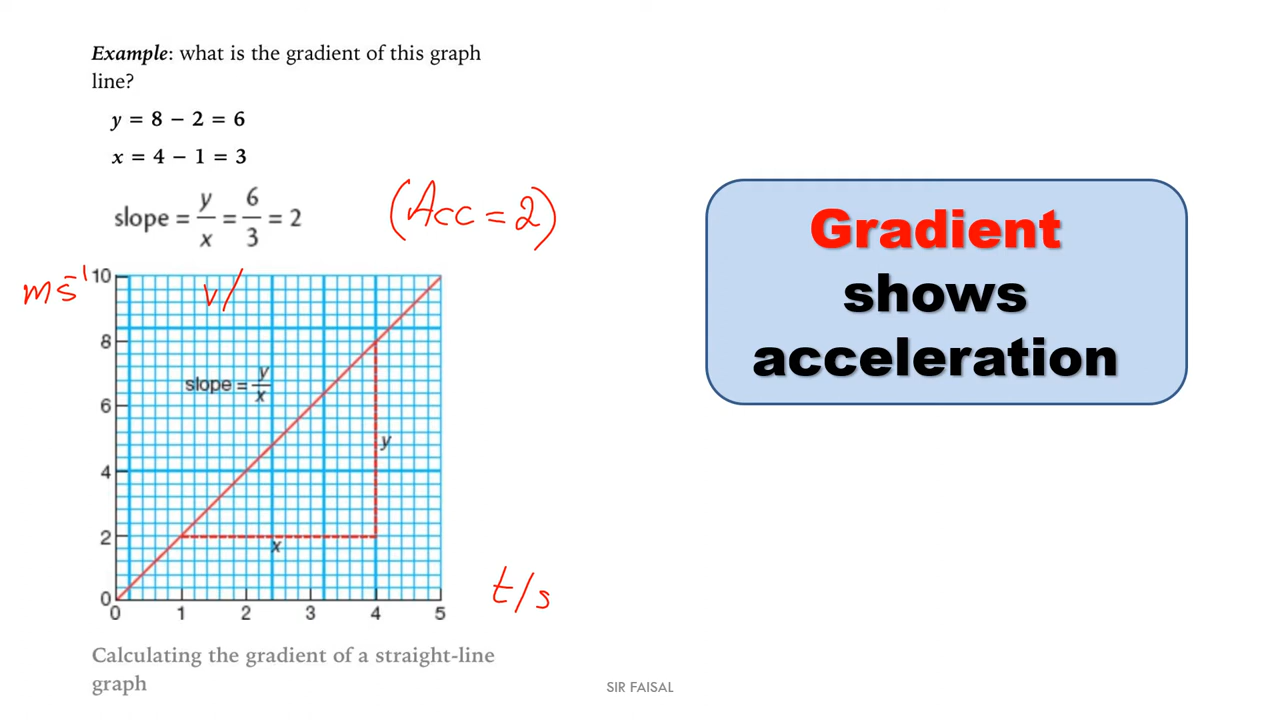 Example: what is the gradient of this graph
line?
y = 8 − 2 = 6
x = 4 − 1 = 3
slope = y/x = 6/3 = 2
(Acc = 2)
ms⁻¹
v/
10
8
6
4
2
0
slope = y/x
y
x
0 1 2 3 4 5
t/s
Calculating the gradient of a straight-line
graph
Gradient
shows
acceleration
SIR FAISAL